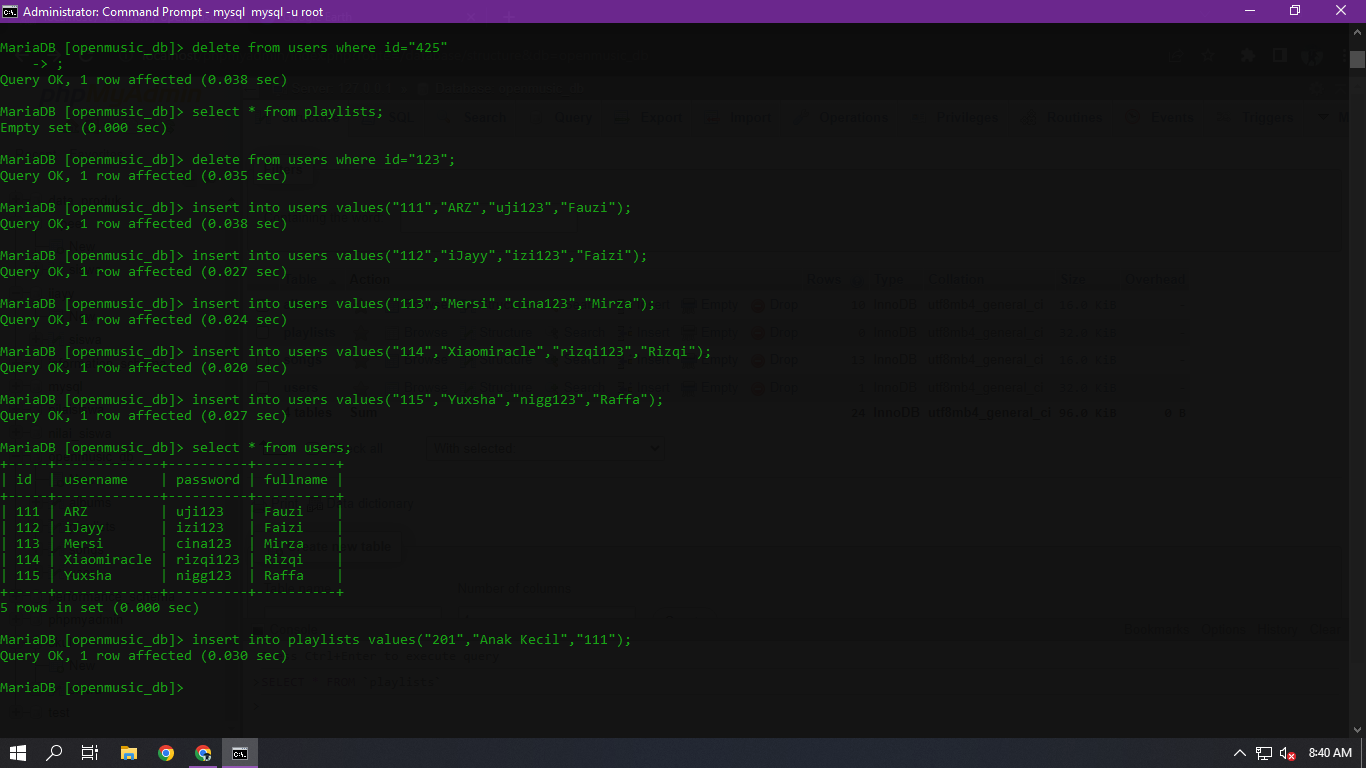 Administrator: Command Prompt - mysql  mysql -u root
MariaDB [openmusic_db]> delete from users where id="425"
    -> ;
Query OK, 1 row affected (0.038 sec)
MariaDB [openmusic_db]> select * from playlists;
Empty set (0.000 sec)
MariaDB [openmusic_db]> delete from users where id="123";
Query OK, 1 row affected (0.035 sec)
MariaDB [openmusic_db]> insert into users values("111","ARZ","uji123","Fauzi");
Query OK, 1 row affected (0.038 sec)
MariaDB [openmusic_db]> insert into users values("112","iJayy","izi123","Faizi");
Query OK, 1 row affected (0.027 sec)
MariaDB [openmusic_db]> insert into users values("113","Mersi","cina123","Mirza");
Query OK, 1 row affected (0.024 sec)
MariaDB [openmusic_db]> insert into users values("114","Xiaomiracle","rizqi123","Rizqi");
Query OK, 1 row affected (0.020 sec)
MariaDB [openmusic_db]> insert into users values("115","Yuxsha","nigg123","Raffa");
Query OK, 1 row affected (0.027 sec)
MariaDB [openmusic_db]> select * from users;
+-----+-------------+----------+----------+
| id  | username    | password | fullname |
+-----+-------------+----------+----------+
| 111 | ARZ         | uji123   | Fauzi    |
| 112 | iJayy       | izi123   | Faizi    |
| 113 | Mersi       | cina123  | Mirza    |
| 114 | Xiaomiracle | rizqi123 | Rizqi    |
| 115 | Yuxsha      | nigg123  | Raffa    |
+-----+-------------+----------+----------+
5 rows in set (0.000 sec)
MariaDB [openmusic_db]> insert into playlists values("201","Anak Kecil","111");
Query OK, 1 row affected (0.030 sec)
MariaDB [openmusic_db]>
8:40 AM